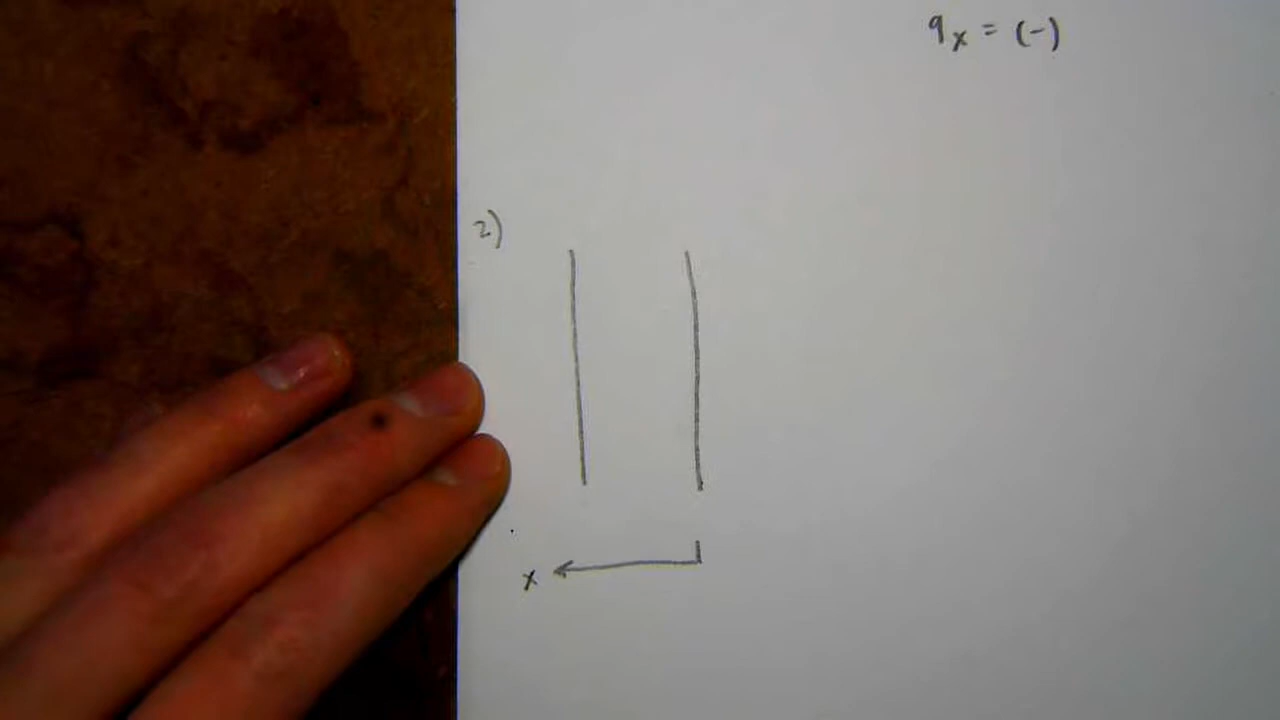 qx = (-)
2)
x